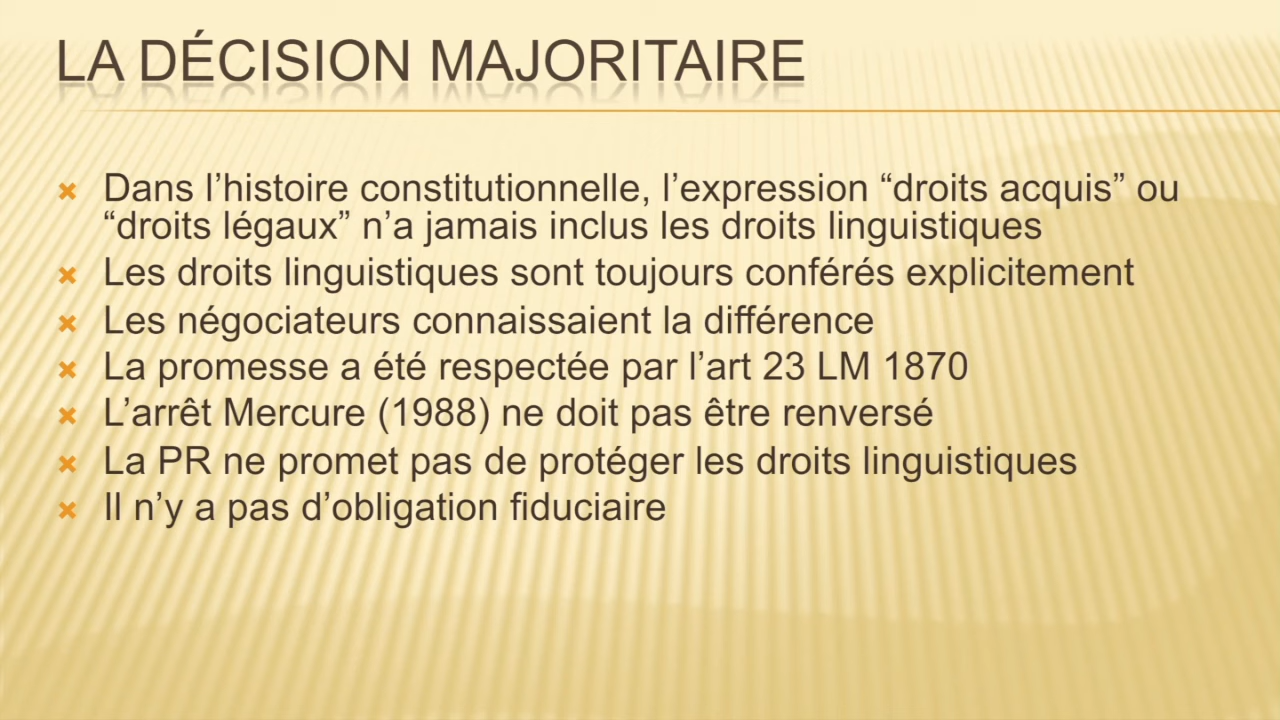 LA DÉCISION MAJORITAIRE
Dans l’histoire constitutionnelle, l’expression “droits acquis” ou
“droits légaux” n’a jamais inclus les droits linguistiques
Les droits linguistiques sont toujours conférés explicitement
Les négociateurs connaissaient la différence
La promesse a été respectée par l’art 23 LM 1870
L’arrêt Mercure (1988) ne doit pas être renversé
La PR ne promet pas de protéger les droits linguistiques
Il n’y a pas d’obligation fiduciaire